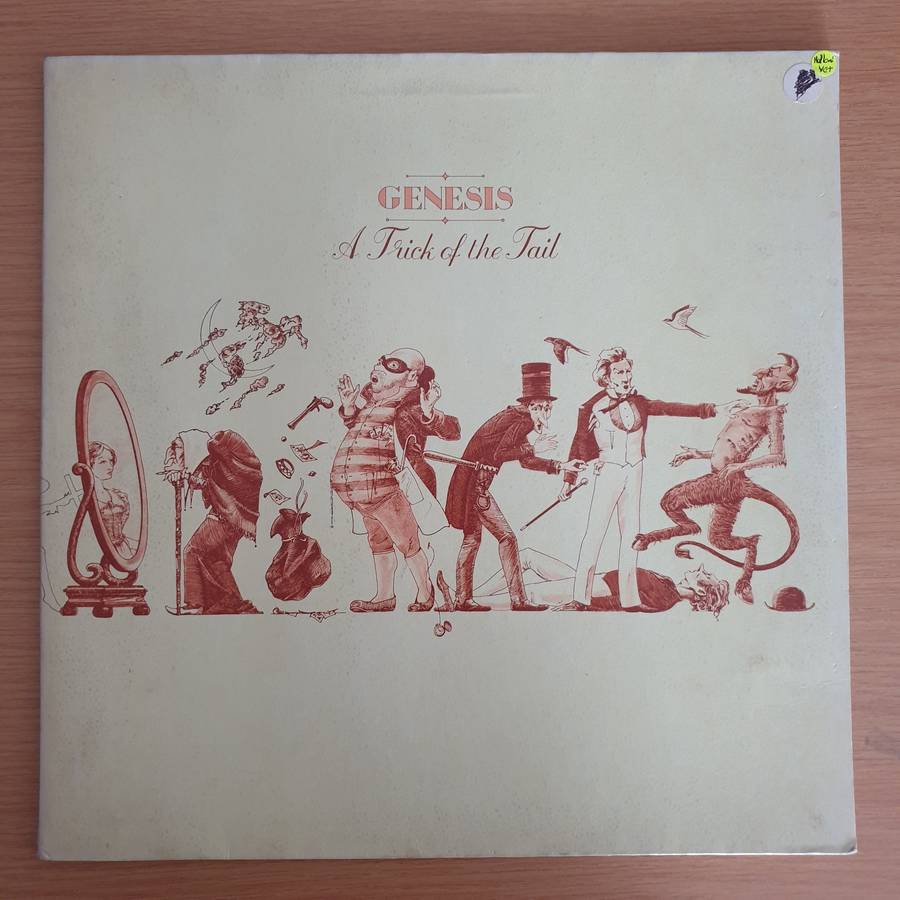 GENESIS
A Trick of the Tail